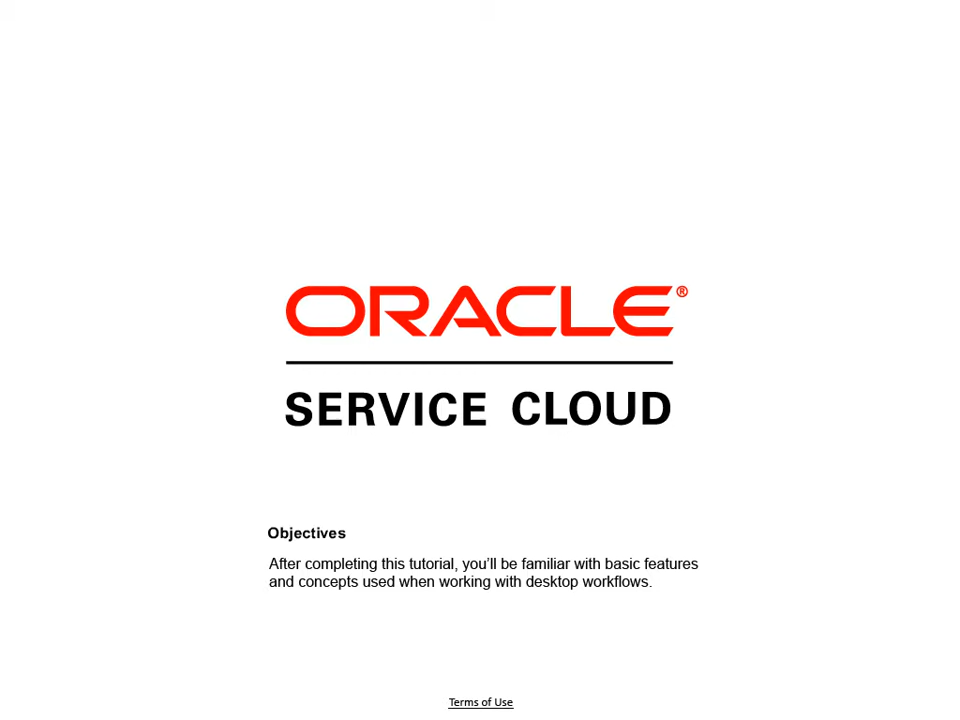 ORACLE®
SERVICE CLOUD
Objectives
After completing this tutorial, you’ll be familiar with basic features
and concepts used when working with desktop workflows.
Terms of Use